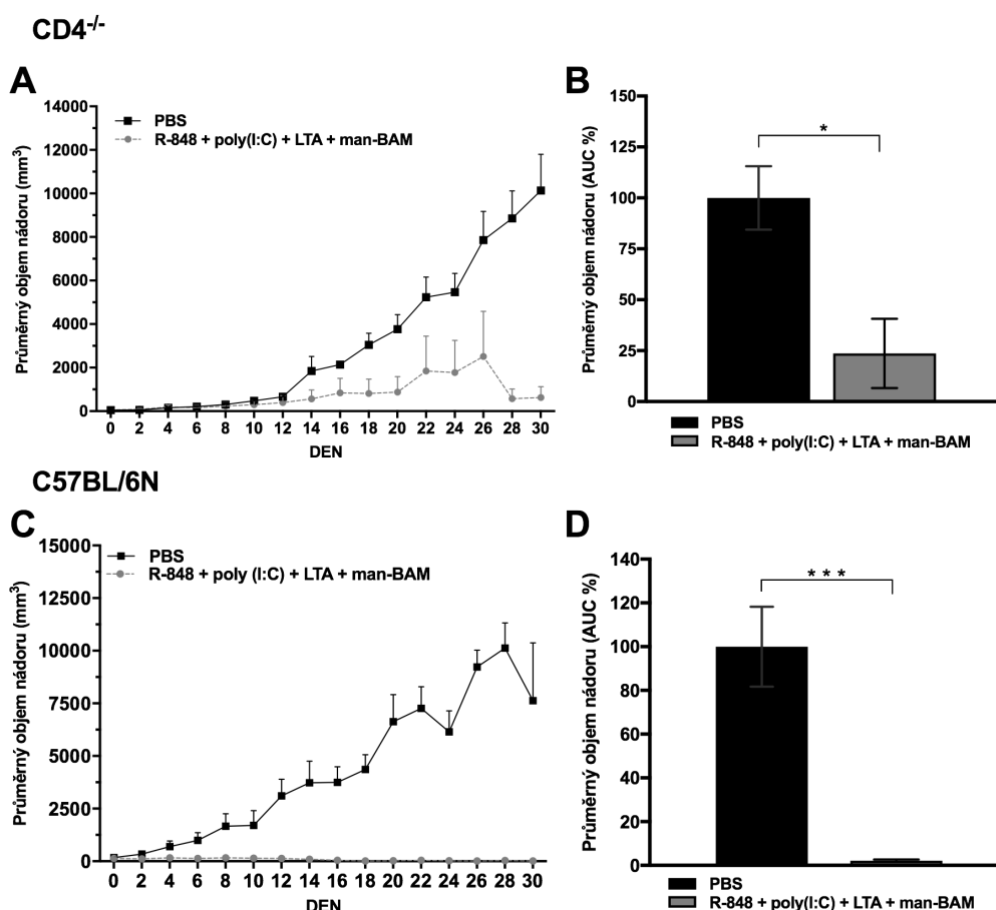 CD4-/-
A
14000
12000
10000
8000
6000
4000
2000
0
Průměrný objem nádoru (mm3)
PBS
R-848 + poly(I:C) + LTA + man-BAM
0 2 4 6 8 10 12 14 16 18 20 22 24 26 28 30
DEN
B
100
125
100
75
50
25
0
Průměrný objem nádoru (AUC %)
*
PBS
R-848 + poly(I:C) + LTA + man-BAM
C57BL/6N
C
15000
12500
10000
7500
5000
2500
0
Průměrný objem nádoru (mm3)
PBS
R-848 + poly (I:C) + LTA + man-BAM
0 2 4 6 8 10 12 14 16 18 20 22 24 26 28 30
DEN
D
140
120
100
80
60
40
20
0
Průměrný objem nádoru (AUC %)
* * *
PBS
R-848 + poly(I:C) + LTA + man-BAM